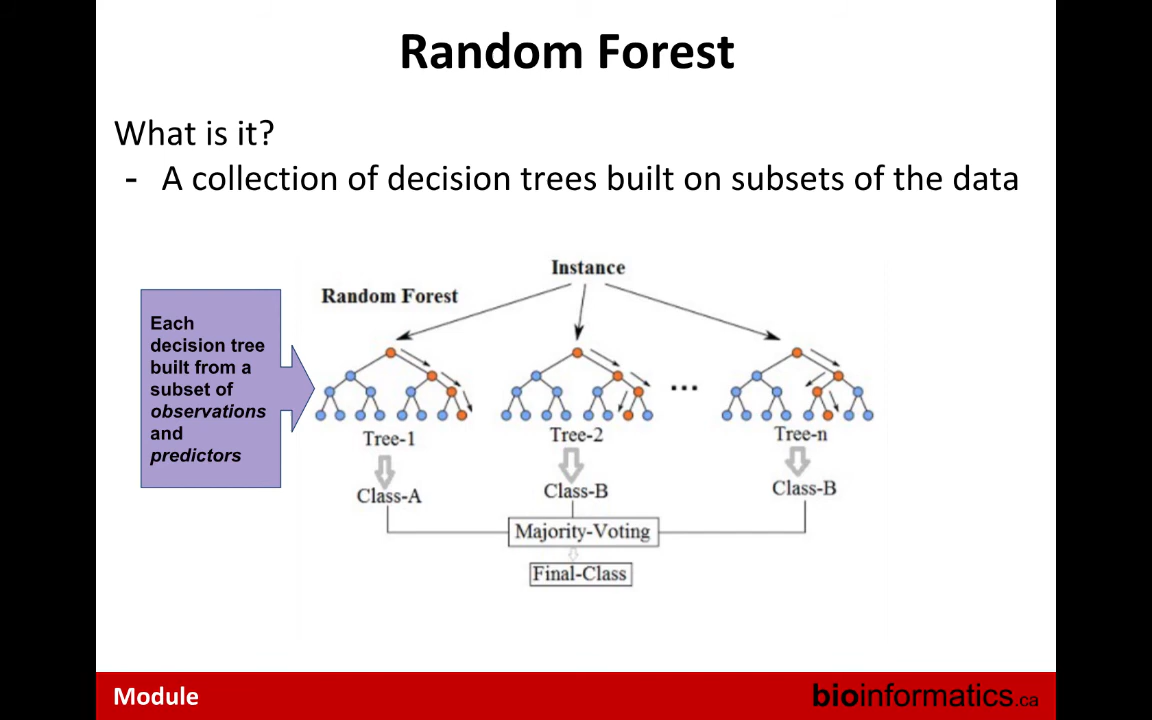 Random Forest
What is it?
- A collection of decision trees built on subsets of the data
Instance
Random Forest
Each
decision tree
built from a
subset of
observations
and
predictors
...
Tree-1
Tree-2
Tree-n
Class-A
Class-B
Class-B
Majority-Voting
Final-Class
Module
bioinformatics.ca